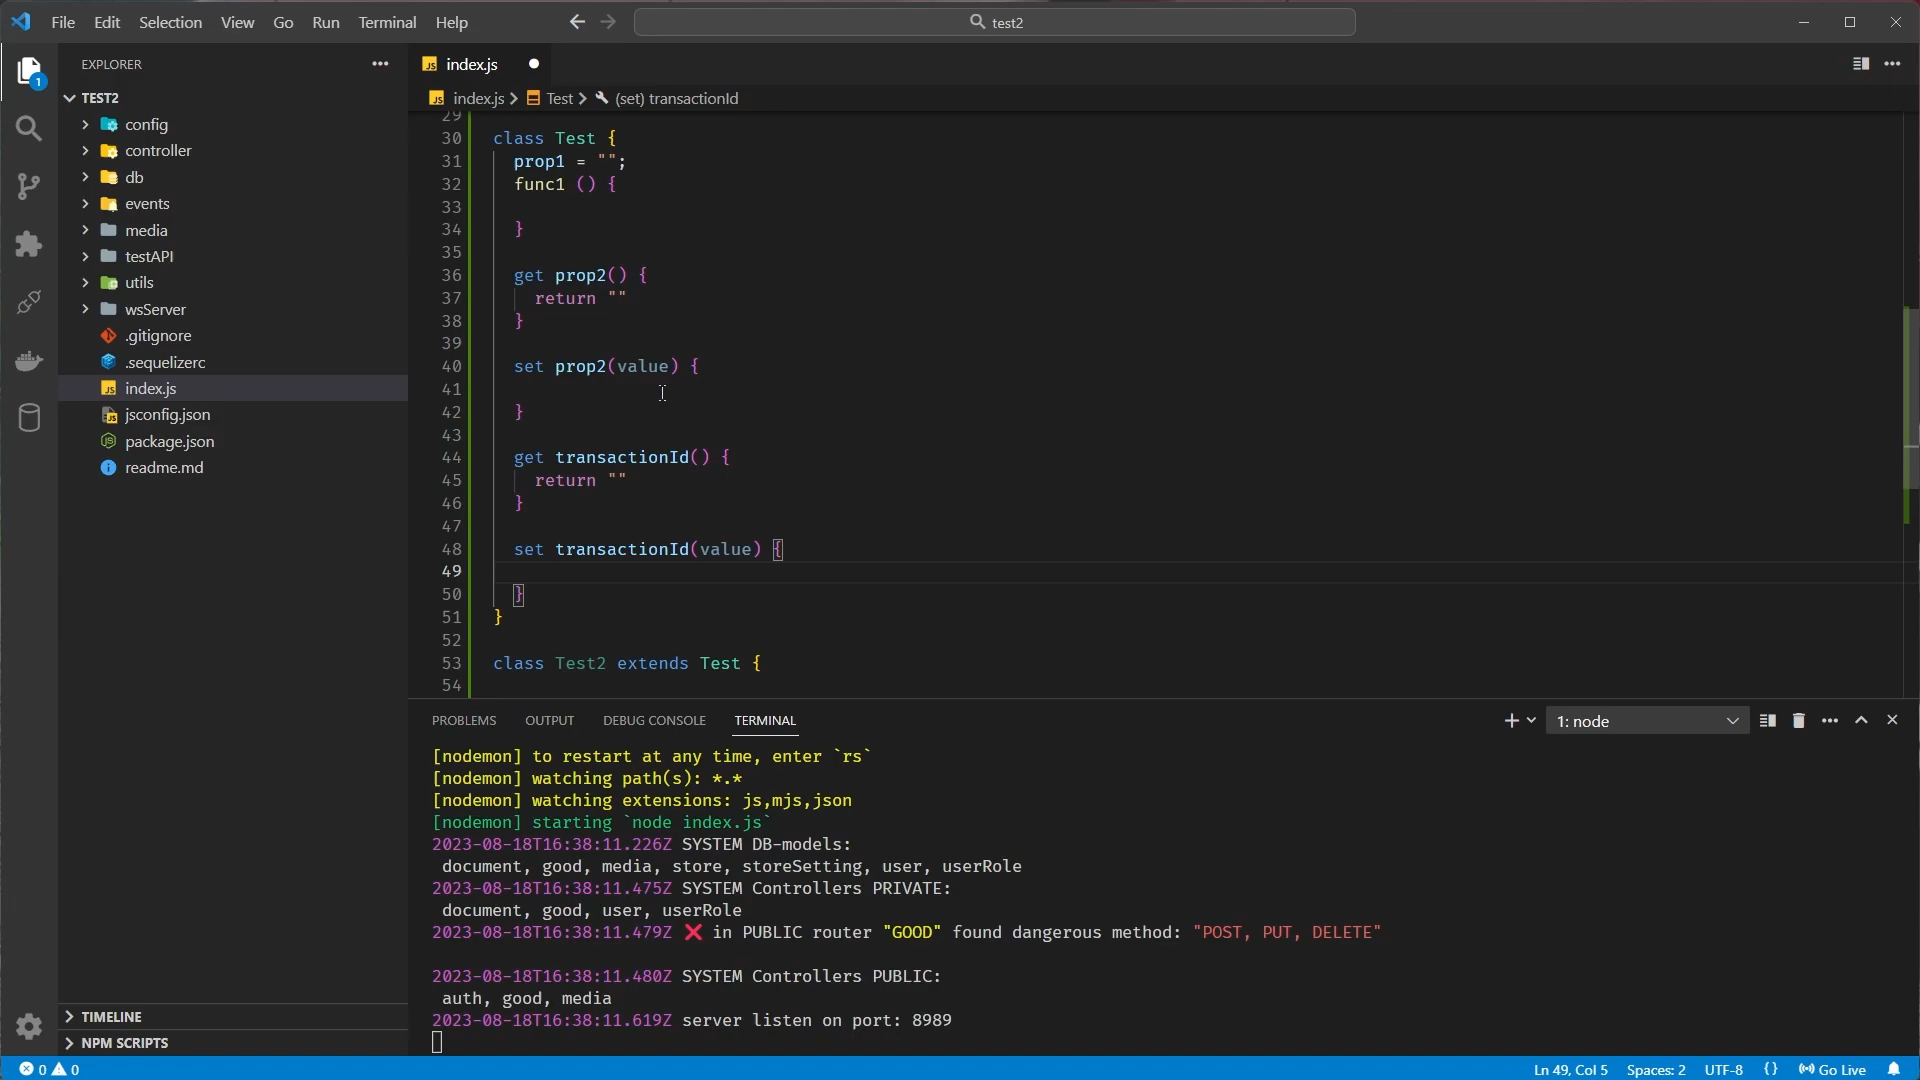 File Edit Selection View Go Run Terminal Help
test2
EXPLORER
index.js
1
TEST2
index.js Test (set) transactionId
config
controller
db
events
media
testAPI
utils
wsServer
.gitignore
.sequelizerc
index.js
jsconfig.json
package.json
readme.md
TIMELINE
NPM SCRIPTS
29
30 class Test {
31 prop1 = "";
32 func1 () {
33
34 }
35
36 get prop2() {
37 return ""
38 }
39
40 set prop2(value) {
41
42 }
43
44 get transactionId() {
45 return ""
46 }
47
48 set transactionId(value) {
49
50 }
51 }
52
53 class Test2 extends Test {
54
PROBLEMS OUTPUT DEBUG CONSOLE TERMINAL
1: node
[nodemon] to restart at any time, enter `rs`
[nodemon] watching path(s): *.*
[nodemon] watching extensions: js,mjs,json
[nodemon] starting `node index.js`
2023-08-18T16:38:11.226Z SYSTEM DB-models:
document, good, media, store, storeSetting, user, userRole
2023-08-18T16:38:11.475Z SYSTEM Controllers PRIVATE:
document, good, user, userRole
2023-08-18T16:38:11.479Z ❌ in PUBLIC router "GOOD" found dangerous method: "POST, PUT, DELETE"
2023-08-18T16:38:11.480Z SYSTEM Controllers PUBLIC:
auth, good, media
2023-08-18T16:38:11.619Z server listen on port: 8989
0 0
Ln 49, Col 5 Spaces: 2 UTF-8 {} Go Live